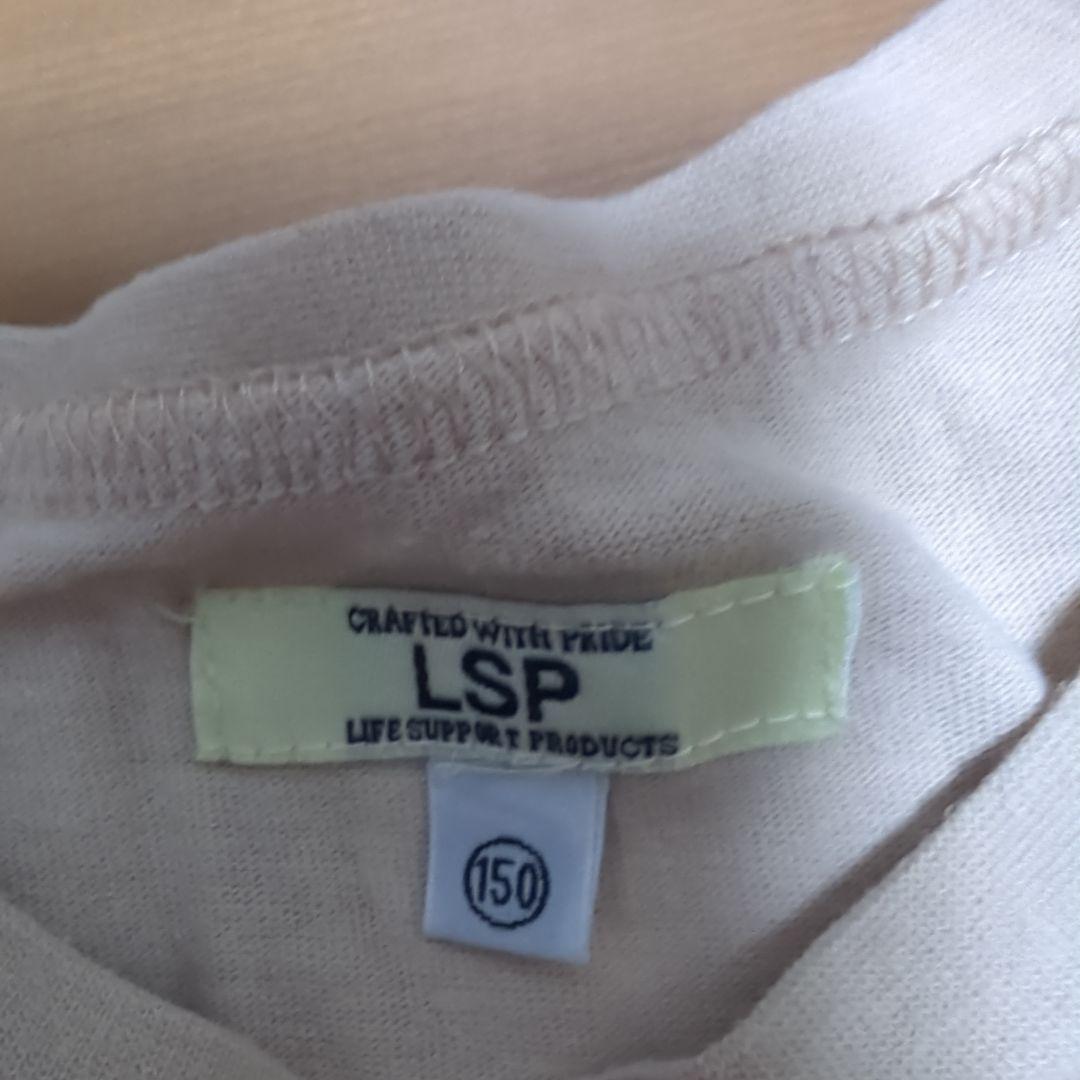 CRAFTED WITH PRIDE
LSP
LIFE SUPPORT PRODUCTS
150